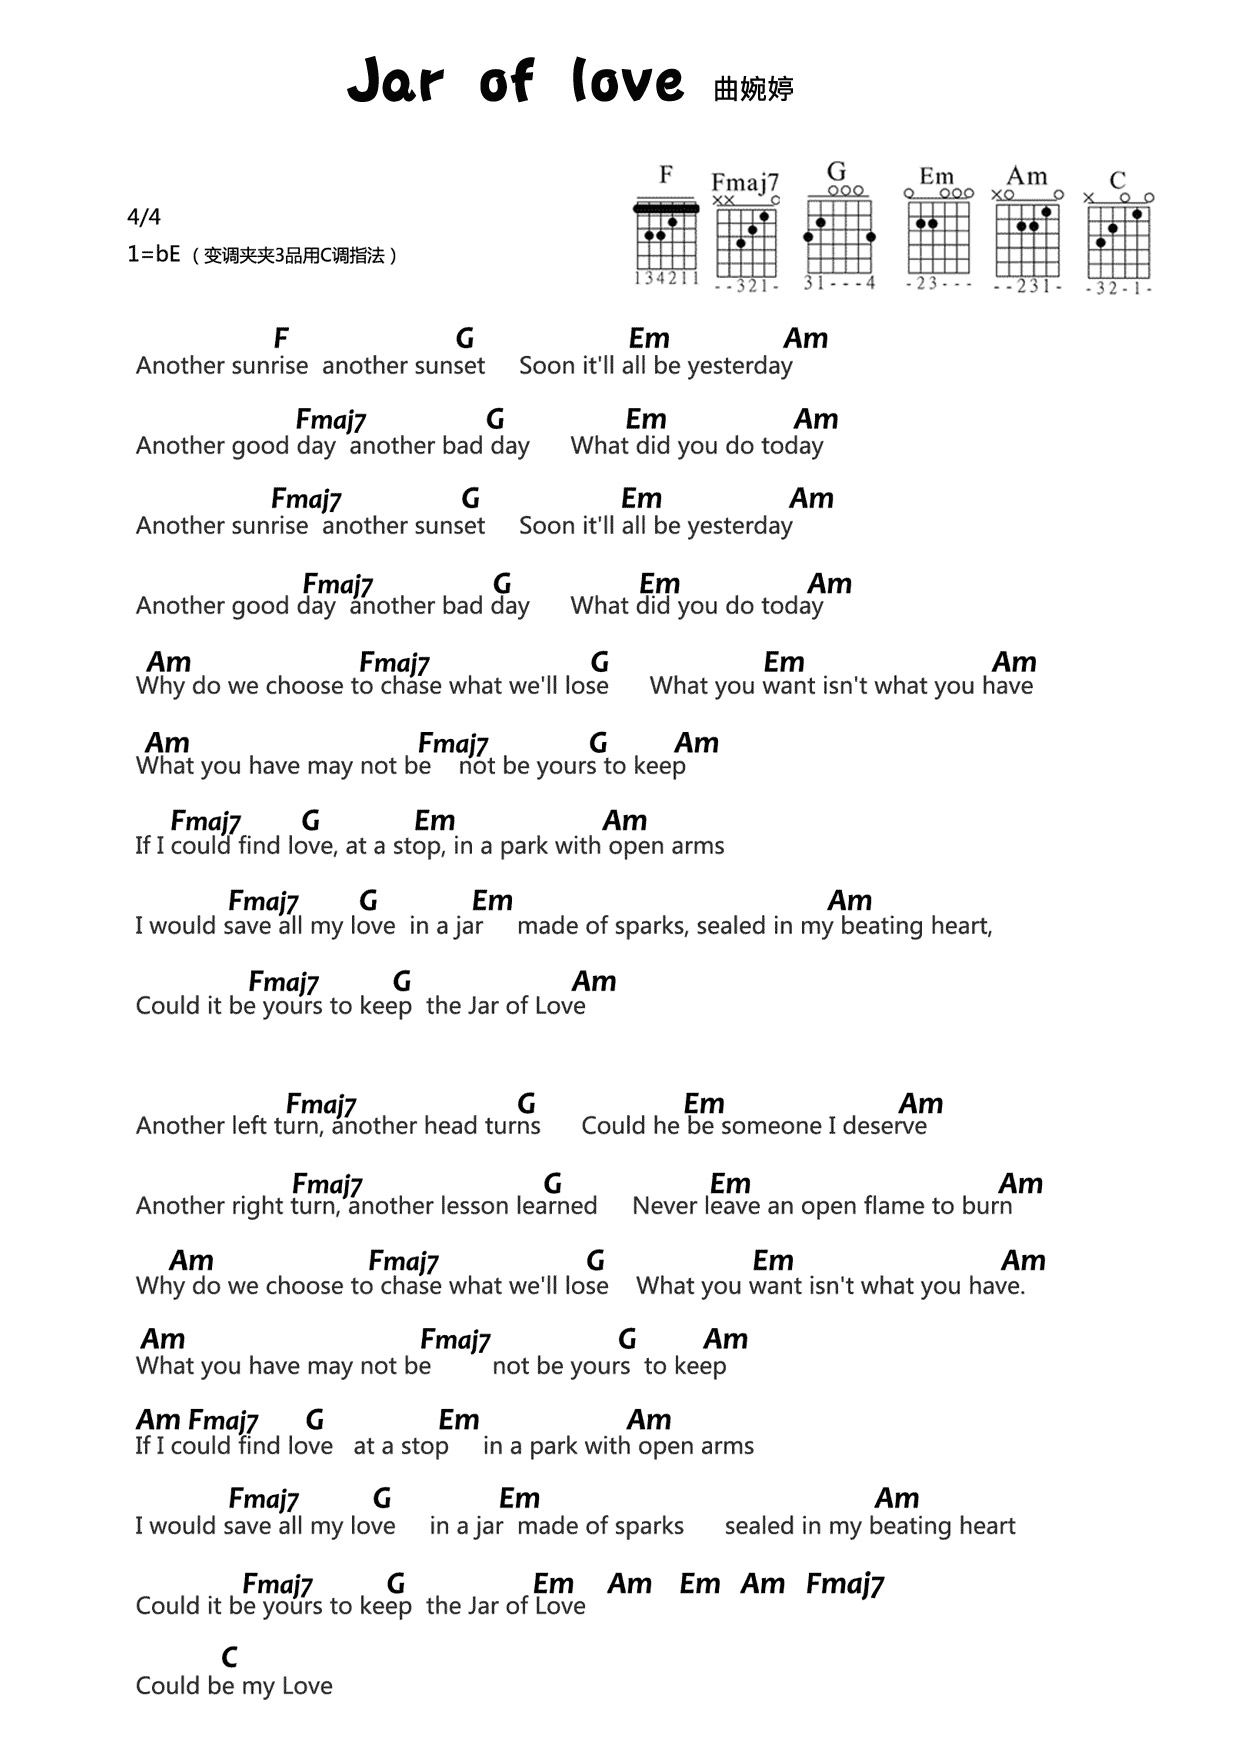 Jar of love 曲婉婷
F Fmaj7 G Em Am C
4/4
1=bE（变调夹夹3品用C调指法）
134211 --321- 31---4 -23--- --231- -32-1-
F G Em Am
Another sunrise another sunset Soon it'll all be yesterday
Fmaj7 G Em Am
Another good day another bad day What did you do today
Fmaj7 G Em Am
Another sunrise another sunset Soon it'll all be yesterday
Fmaj7 G Em Am
Another good day another bad day What did you do today
Am Fmaj7 G Em Am
Why do we choose to chase what we'll lose What you want isn't what you have
Am Fmaj7 G Am
What you have may not be not be yours to keep
Fmaj7 G Em Am
If I could find love, at a stop, in a park with open arms
Fmaj7 G Em Am
I would save all my love in a jar made of sparks, sealed in my beating heart,
Fmaj7 G Am
Could it be yours to keep the Jar of Love
Fmaj7 G Em Am
Another left turn, another head turns Could he be someone I deserve
Fmaj7 G Em Am
Another right turn, another lesson learned Never leave an open flame to burn
Am Fmaj7 G Em Am
Why do we choose to chase what we'll lose What you want isn't what you have.
Am Fmaj7 G Am
What you have may not be not be yours to keep
Am Fmaj7 G Em Am
If I could find love at a stop in a park with open arms
Fmaj7 G Em Am
I would save all my love in a jar made of sparks sealed in my beating heart
Fmaj7 G Em Am Em Am Fmaj7
Could it be yours to keep the Jar of Love
C
Could be my Love